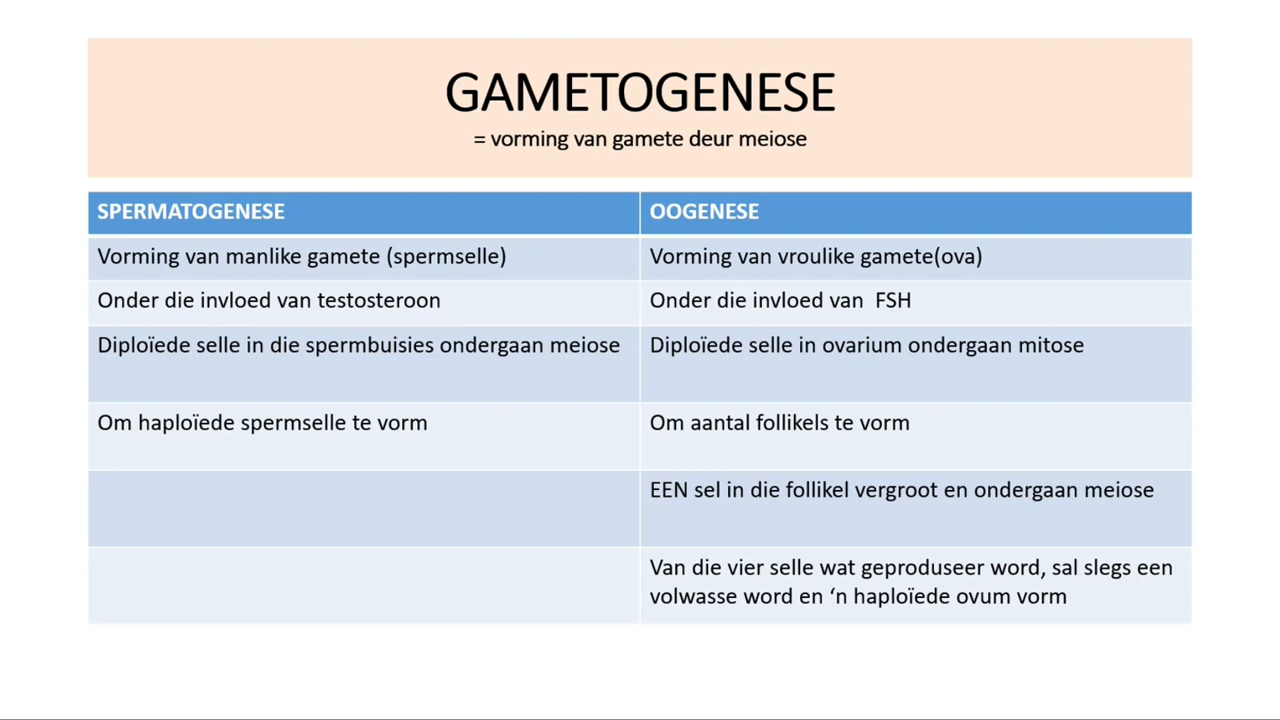 GAMETOGENESE
= vorming van gamete deur meiose
SPERMATOGENESE
OOGENESE
Vorming van manlike gamete (spermselle)
Vorming van vroulike gamete(ova)
Onder die invloed van testosteroon
Onder die invloed van  FSH
Diploïede selle in die spermbuisies ondergaan meiose
Diploïede selle in ovarium ondergaan mitose
Om haploïede spermselle te vorm
Om aantal follikels te vorm
EEN sel in die follikel vergroot en ondergaan meiose
Van die vier selle wat geproduseer word, sal slegs een
volwasse word en ‘n haploïede ovum vorm